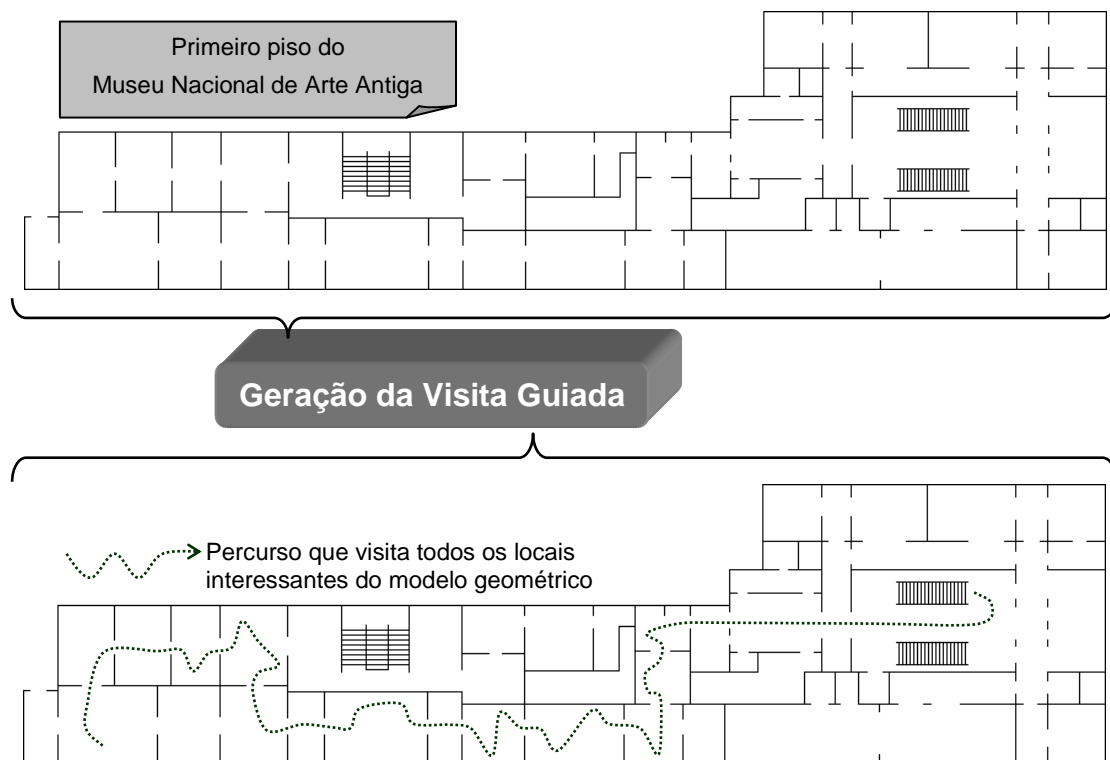 Primeiro piso do
Museu Nacional de Arte Antiga
Geração da Visita Guiada
Percurso que visita todos os locais
interessantes do modelo geométrico